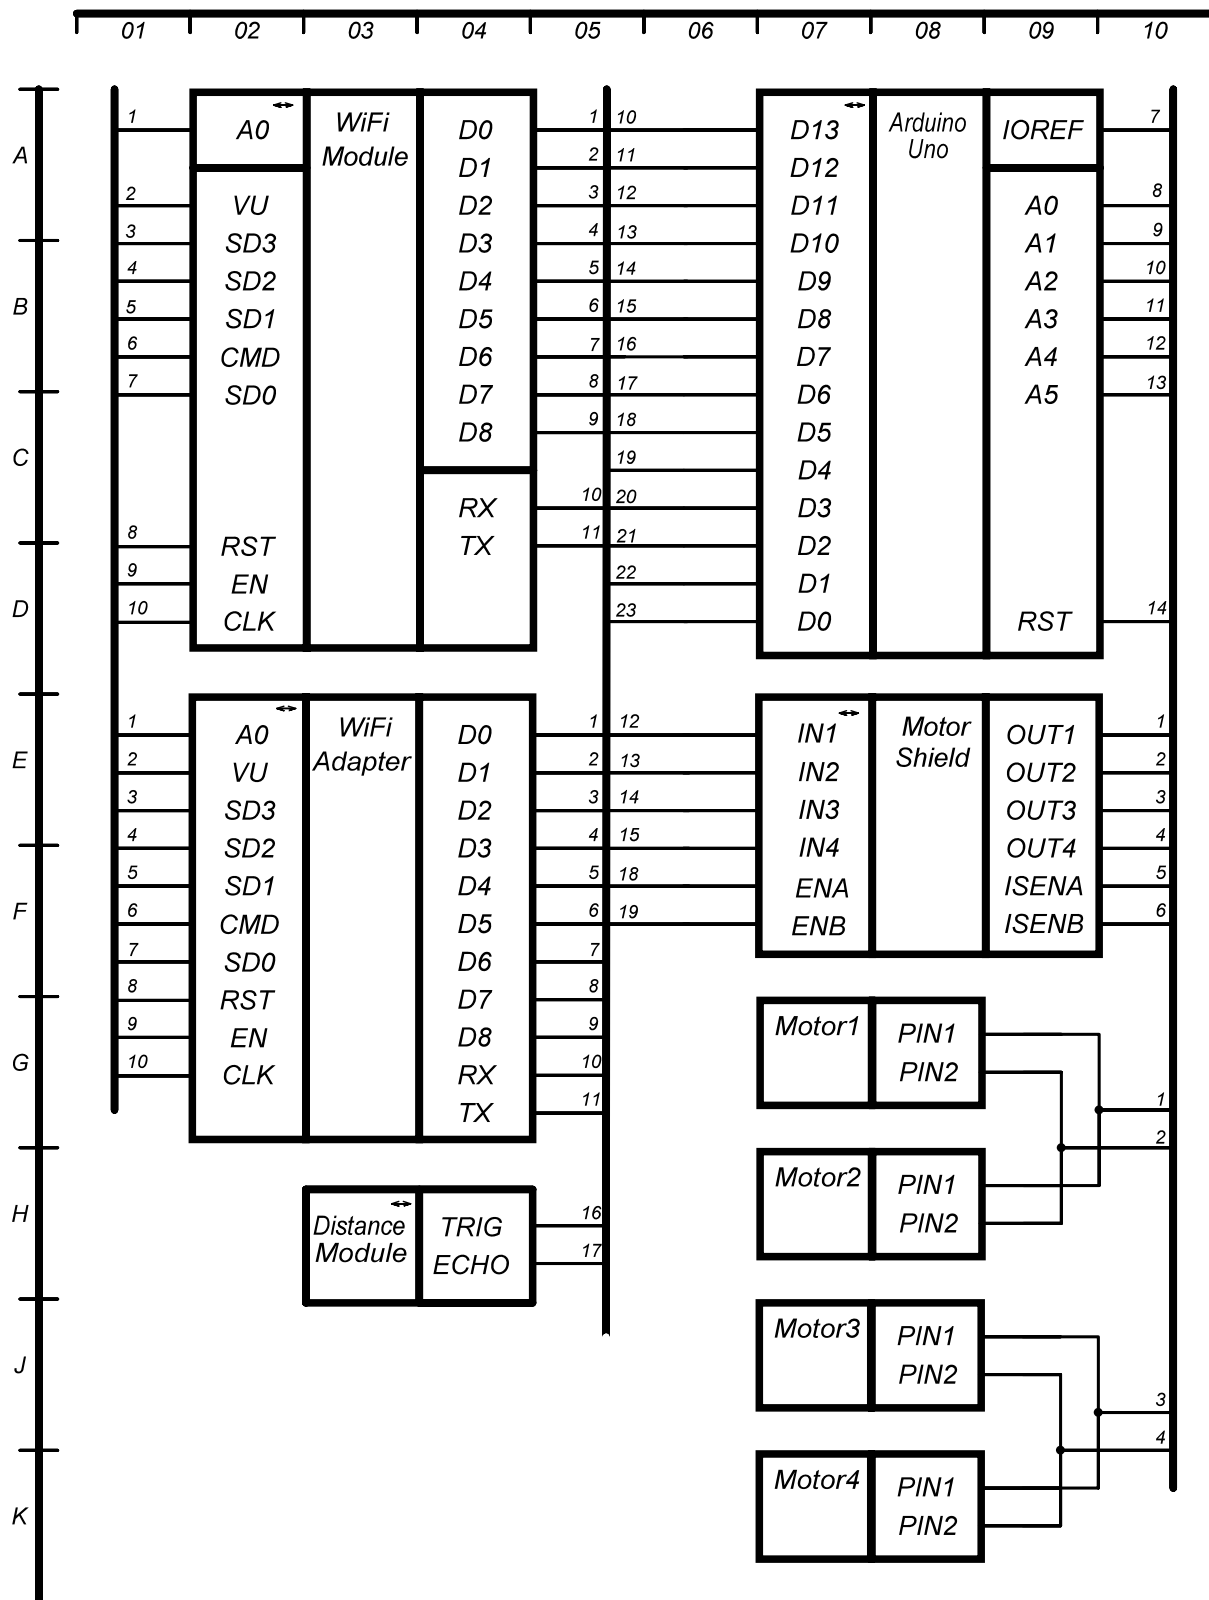 01 02 03 04 05 06 07 08 09 10
A
B
C
D
E
F
G
H
J
K
WiFi
Module
1 A0
2 VU
3 SD3
4 SD2
5 SD1
6 CMD
7 SD0
8 RST
9 EN
10 CLK
D0 1
D1 2
D2 3
D3 4
D4 5
D5 6
D6 7
D7 8
D8 9
RX 10
TX 11
Arduino
Uno
10 D13
11 D12
12 D11
13 D10
14 D9
15 D8
16 D7
17 D6
18 D5
19 D4
20 D3
21 D2
22 D1
23 D0
IOREF 7
A0 8
A1 9
A2 10
A3 11
A4 12
A5 13
RST 14
WiFi
Adapter
1 A0
2 VU
3 SD3
4 SD2
5 SD1
6 CMD
7 SD0
8 RST
9 EN
10 CLK
D0 1
D1 2
D2 3
D3 4
D4 5
D5 6
D6 7
D7 8
D8 9
RX 10
TX 11
Motor
Shield
12 IN1
13 IN2
14 IN3
15 IN4
18 ENA
19 ENB
OUT1 1
OUT2 2
OUT3 3
OUT4 4
ISENA 5
ISENB 6
Distance
Module
TRIG 16
ECHO 17
Motor1 PIN1
PIN2
1
2
Motor2 PIN1
PIN2
Motor3 PIN1
PIN2
3
4
Motor4 PIN1
PIN2